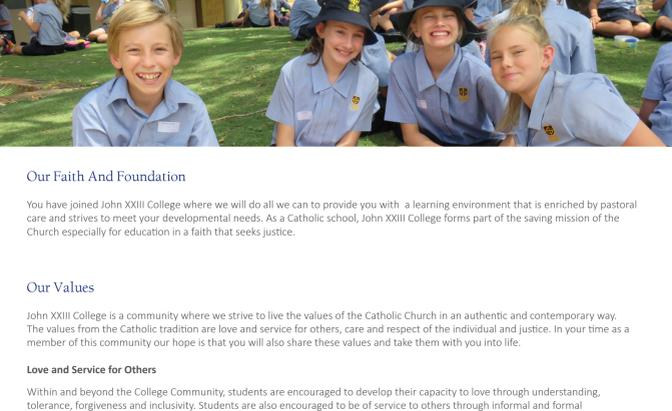 Our Faith And Foundation
You have joined John XXIII College where we will do all we can to provide you with  a learning environment that is enriched by pastoral
care and strives to meet your developmental needs. As a Catholic school, John XXIII College forms part of the saving mission of the
Church especially for education in a faith that seeks justice.
Our Values
John XXIII College is a community where we strive to live the values of the Catholic Church in an authentic and contemporary way.
The values from the Catholic tradition are love and service for others, care and respect of the individual and justice. In your time as a
member of this community our hope is that you will also share these values and take them with you into life.
Love and Service for Others
Within and beyond the College Community, students are encouraged to develop their capacity to love through understanding,
tolerance, forgiveness and inclusivity. Students are also encouraged to be of service to others through informal and formal